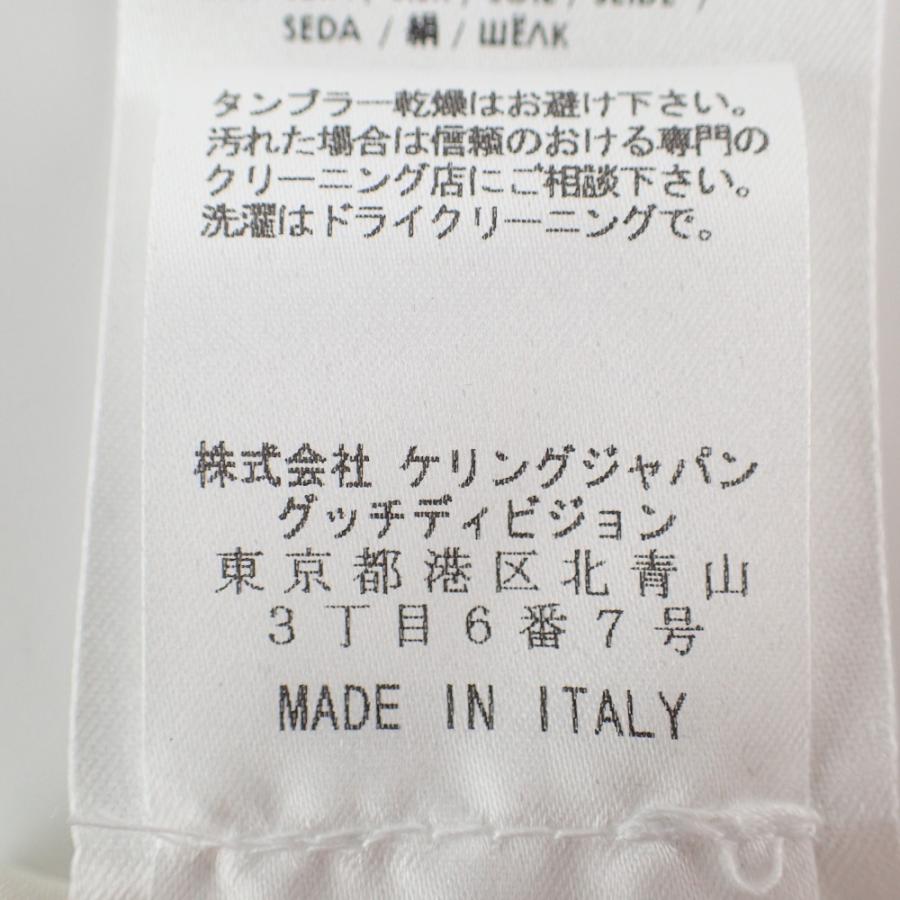 SEDA / 絹 / ШЁЛК
タンブラー乾燥はお避け下さい。
汚れた場合は信頼のおける専門の
クリーニング店にご相談下さい。
洗濯はドライクリーニングで。
株式会社 ケリングジャパン
グッチディビジョン
東京都港区北青山
3丁目6番7号
MADE IN ITALY